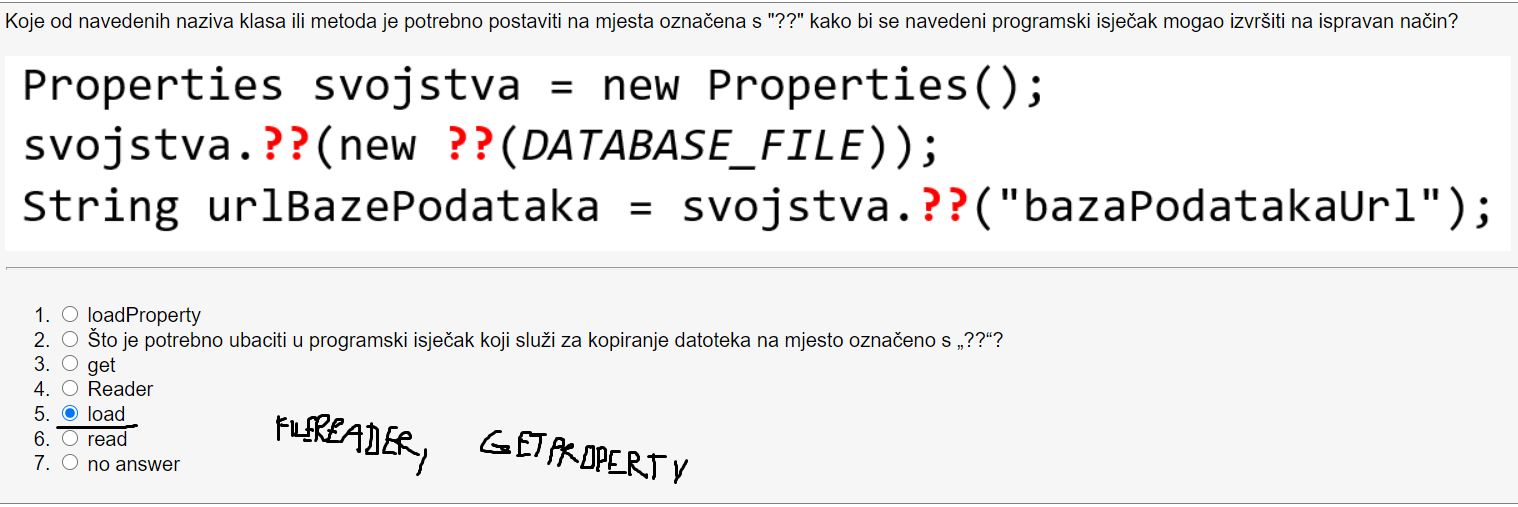 Koje od navedenih naziva klasa ili metoda je potrebno postaviti na mjesta označena s "??" kako bi se navedeni programski isječak mogao izvršiti na ispravan način?
Properties svojstva = new Properties();
svojstva.??(new ??(DATABASE_FILE));
String urlBazePodataka = svojstva.??("bazaPodatakaUrl");
1. loadProperty
2. Što je potrebno ubaciti u programski isječak koji služi za kopiranje datoteka na mjesto označeno s „??“?
3. get
4. Reader
5. load
6. read
7. no answer
FILEREADER, GETPROPERTY